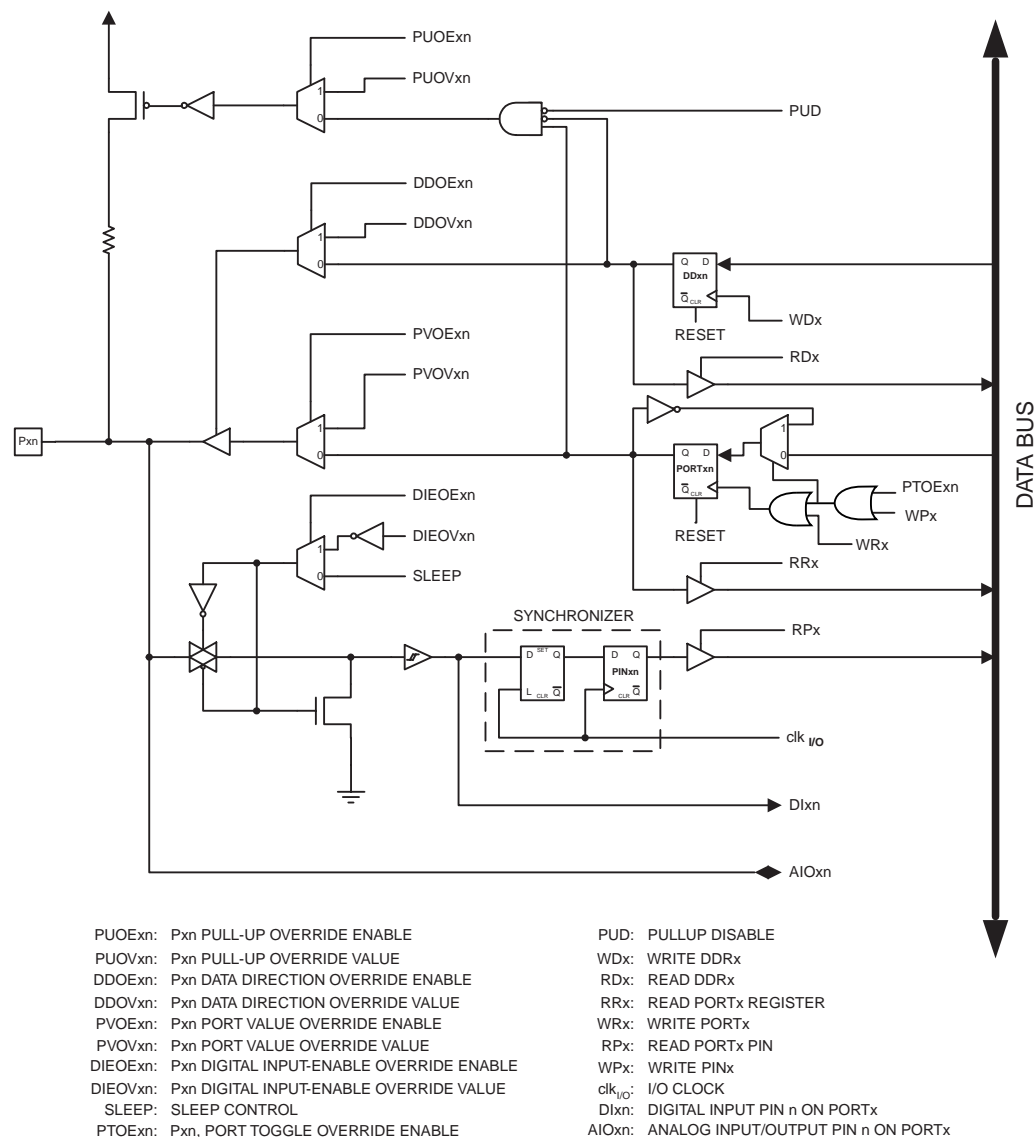 PUOExn
PUOVxn
1
0
PUD
DDOExn
DDOVxn
1
0
Q D
DDxn
Q CLR
WDx
RESET
PVOExn
RDx
PVOVxn
Pxn
1
0
Q D
PORTxn
Q CLR
1
0
PTOExn
WPx
RESET
WRx
DATA BUS
DIEOExn
DIEOVxn
1
0
SLEEP
RRx
SYNCHRONIZER
RPx
D SET Q
L CLR Q
D Q
PINxn
CLR Q
clk I/O
DIxn
AIOxn
PUOExn: Pxn PULL-UP OVERRIDE ENABLE
PUOVxn: Pxn PULL-UP OVERRIDE VALUE
DDOExn: Pxn DATA DIRECTION OVERRIDE ENABLE
DDOVxn: Pxn DATA DIRECTION OVERRIDE VALUE
PVOExn: Pxn PORT VALUE OVERRIDE ENABLE
PVOVxn: Pxn PORT VALUE OVERRIDE VALUE
DIEOExn: Pxn DIGITAL INPUT-ENABLE OVERRIDE ENABLE
DIEOVxn: Pxn DIGITAL INPUT-ENABLE OVERRIDE VALUE
SLEEP: SLEEP CONTROL
PTOExn: Pxn, PORT TOGGLE OVERRIDE ENABLE
PUD: PULLUP DISABLE
WDx: WRITE DDRx
RDx: READ DDRx
RRx: READ PORTx REGISTER
WRx: WRITE PORTx
RPx: READ PORTx PIN
WPx: WRITE PINx
clkI/O: I/O CLOCK
DIxn: DIGITAL INPUT PIN n ON PORTx
AIOxn: ANALOG INPUT/OUTPUT PIN n ON PORTx